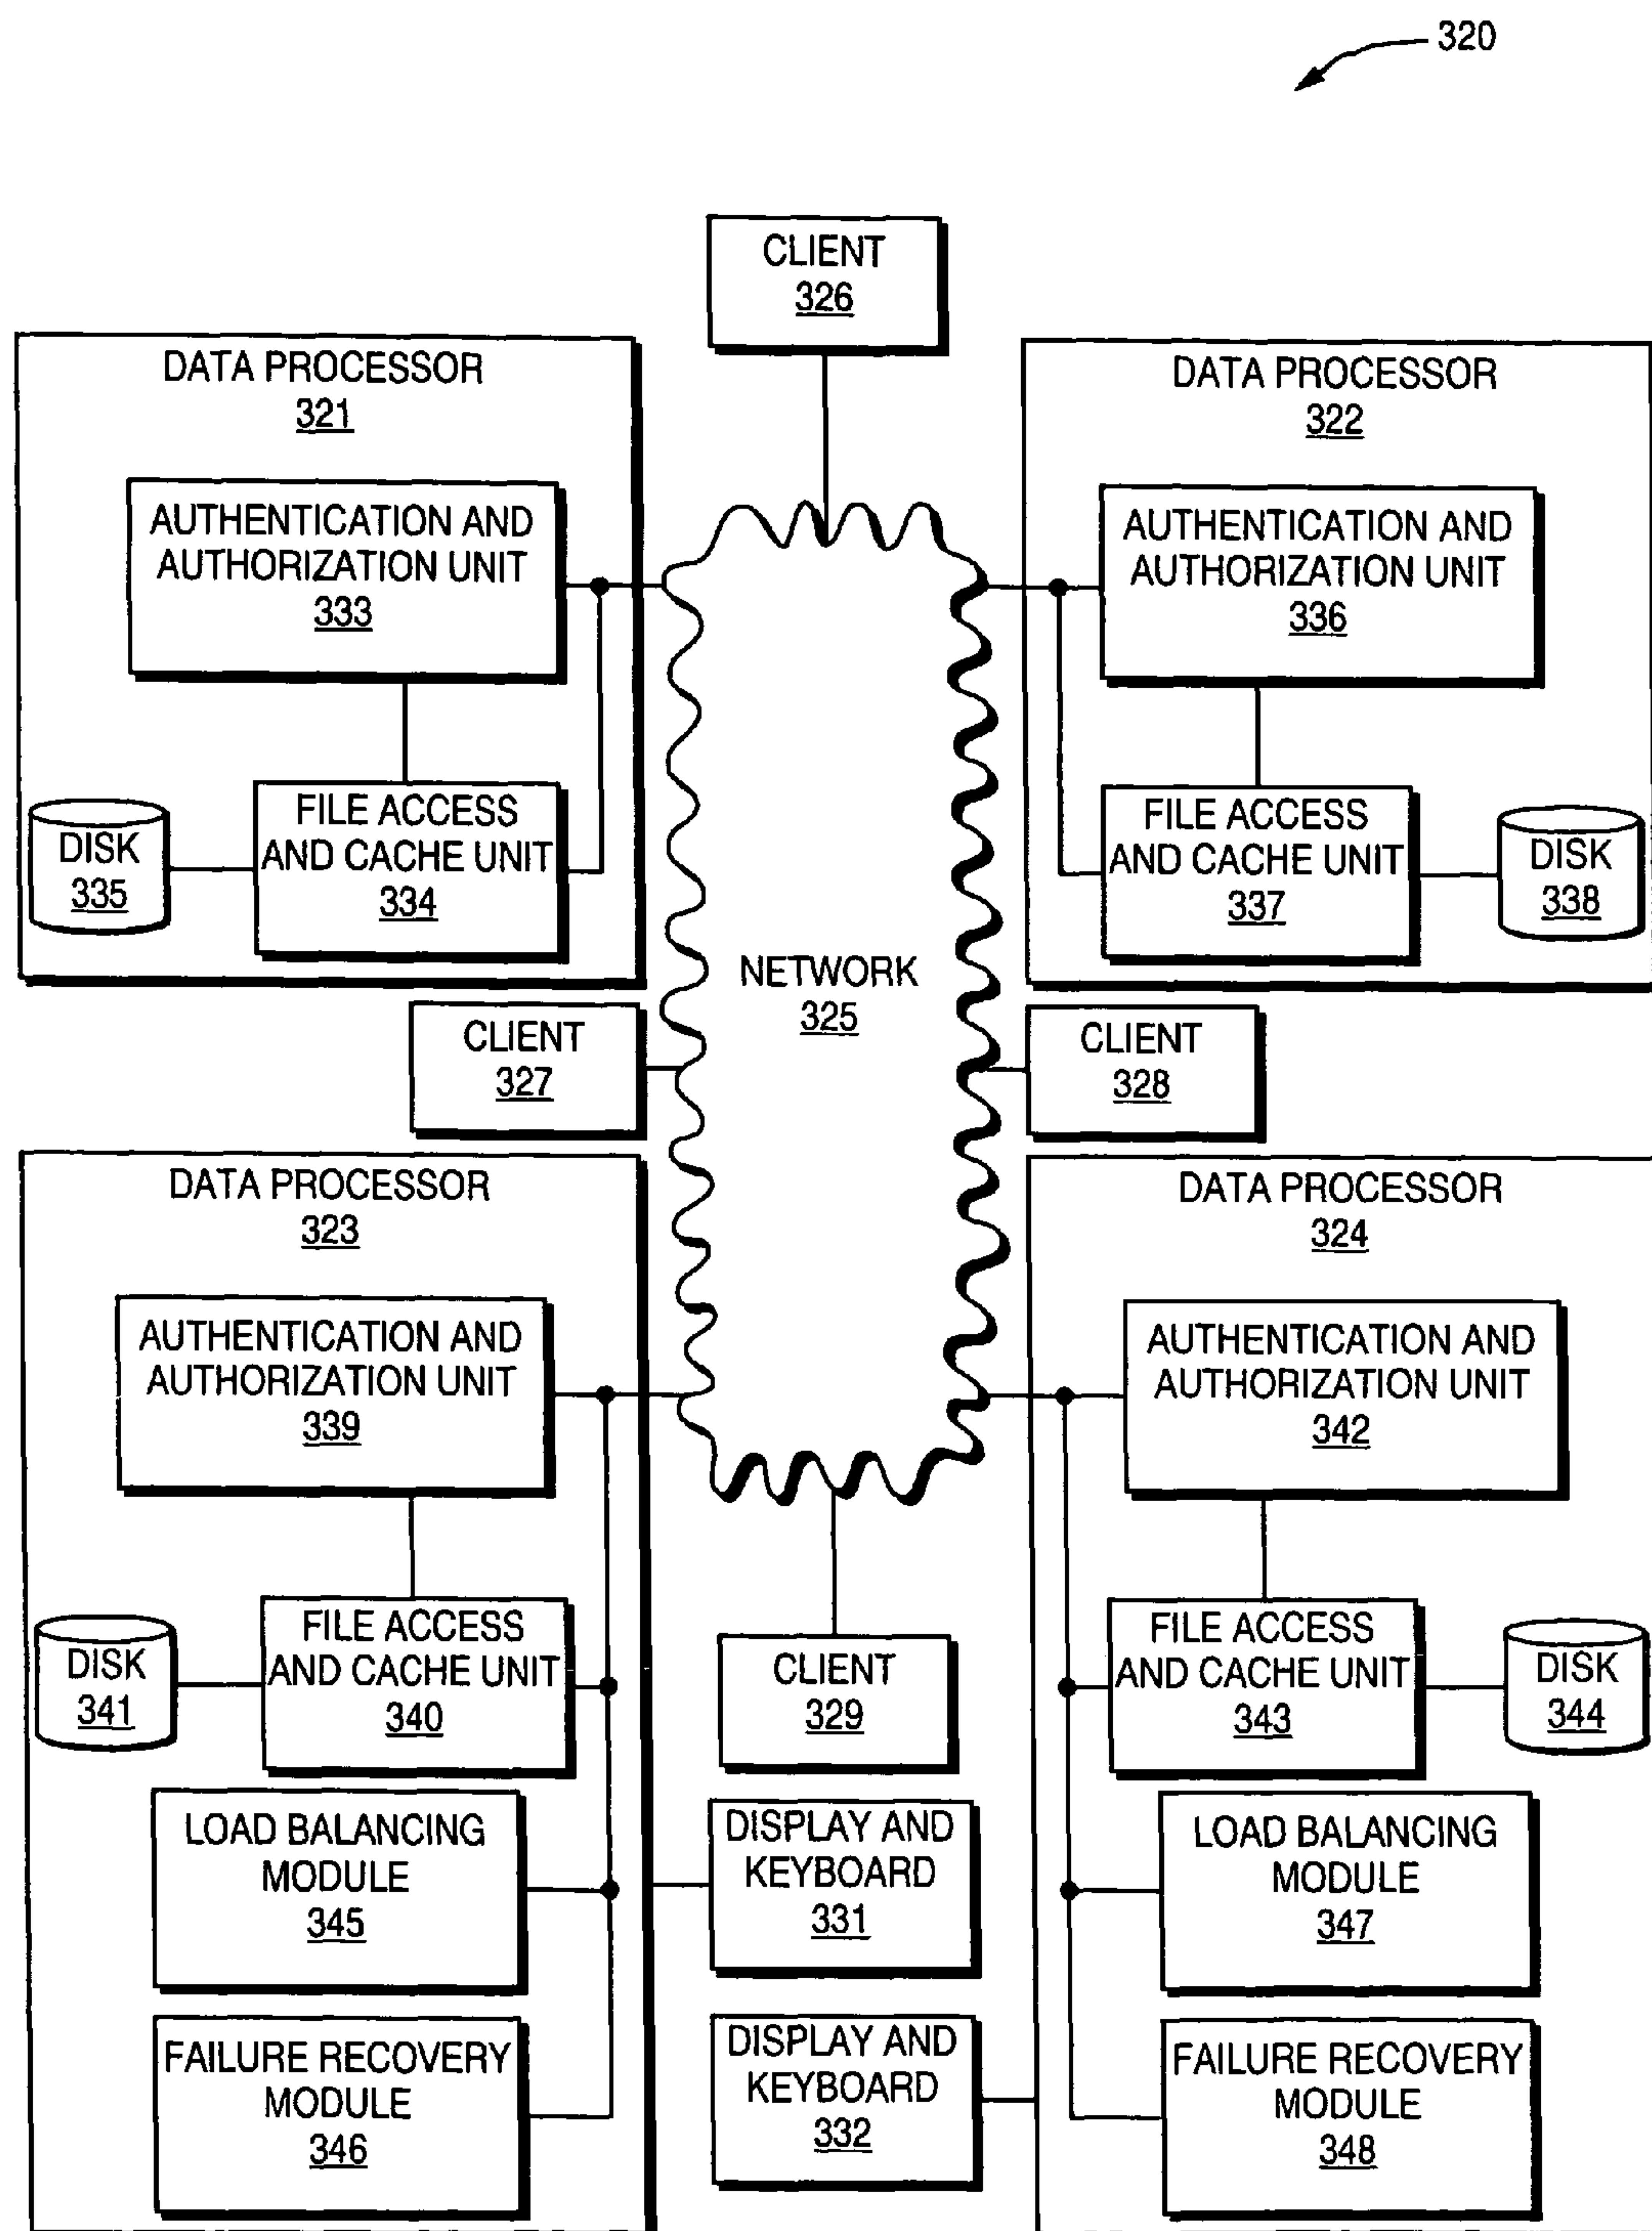 320
CLIENT
326
DATA PROCESSOR
321
AUTHENTICATION AND
AUTHORIZATION UNIT
333
FILE ACCESS
AND CACHE UNIT
334
DISK
335
DATA PROCESSOR
322
AUTHENTICATION AND
AUTHORIZATION UNIT
336
FILE ACCESS
AND CACHE UNIT
337
DISK
338
NETWORK
325
CLIENT
327
CLIENT
328
DATA PROCESSOR
323
AUTHENTICATION AND
AUTHORIZATION UNIT
339
FILE ACCESS
AND CACHE UNIT
340
DISK
341
LOAD BALANCING
MODULE
345
FAILURE RECOVERY
MODULE
346
CLIENT
329
DISPLAY AND
KEYBOARD
331
DISPLAY AND
KEYBOARD
332
DATA PROCESSOR
324
AUTHENTICATION AND
AUTHORIZATION UNIT
342
FILE ACCESS
AND CACHE UNIT
343
DISK
344
LOAD BALANCING
MODULE
347
FAILURE RECOVERY
MODULE
348